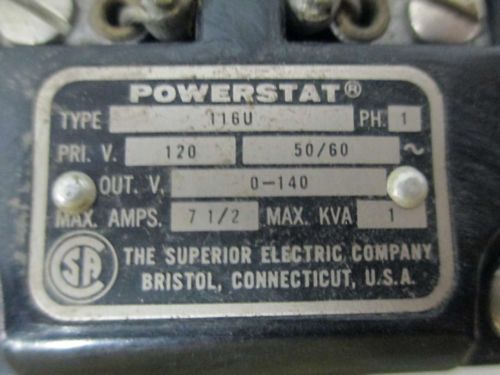 POWERSTAT®
TYPE 116U PH. 1
PRI. V. 120 50/60 ~
OUT. V. 0-140
MAX. AMPS. 7 1/2 MAX. KVA 1
CSA THE SUPERIOR ELECTRIC COMPANY
BRISTOL, CONNECTICUT, U.S.A.